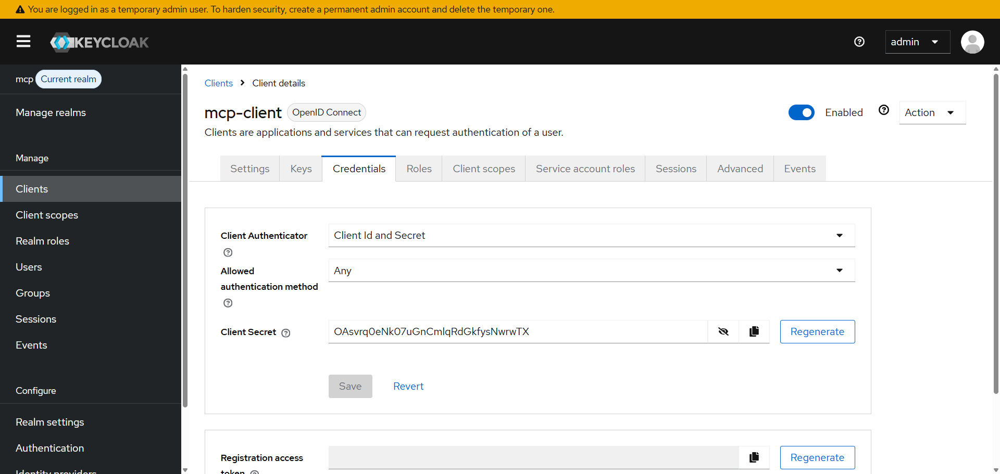 You are logged in as a temporary admin user. To harden security, create a permanent admin account and delete the temporary one.
KEYCLOAK
admin
mcp Current realm
Manage realms
Manage
Clients
Client scopes
Realm roles
Users
Groups
Sessions
Events
Configure
Realm settings
Authentication
Identity providers
Clients > Client details
mcp-client OpenID Connect
Enabled
Action
Clients are applications and services that can request authentication of a user.
Settings Keys Credentials Roles Client scopes Service account roles Sessions Advanced Events
Client Authenticator
Client Id and Secret
Allowed
authentication method
Any
Client Secret
OAsvrq0eNk07uGnCmlqRdGkfysNwrwTX
Regenerate
Save Revert
Registration access
token
Regenerate